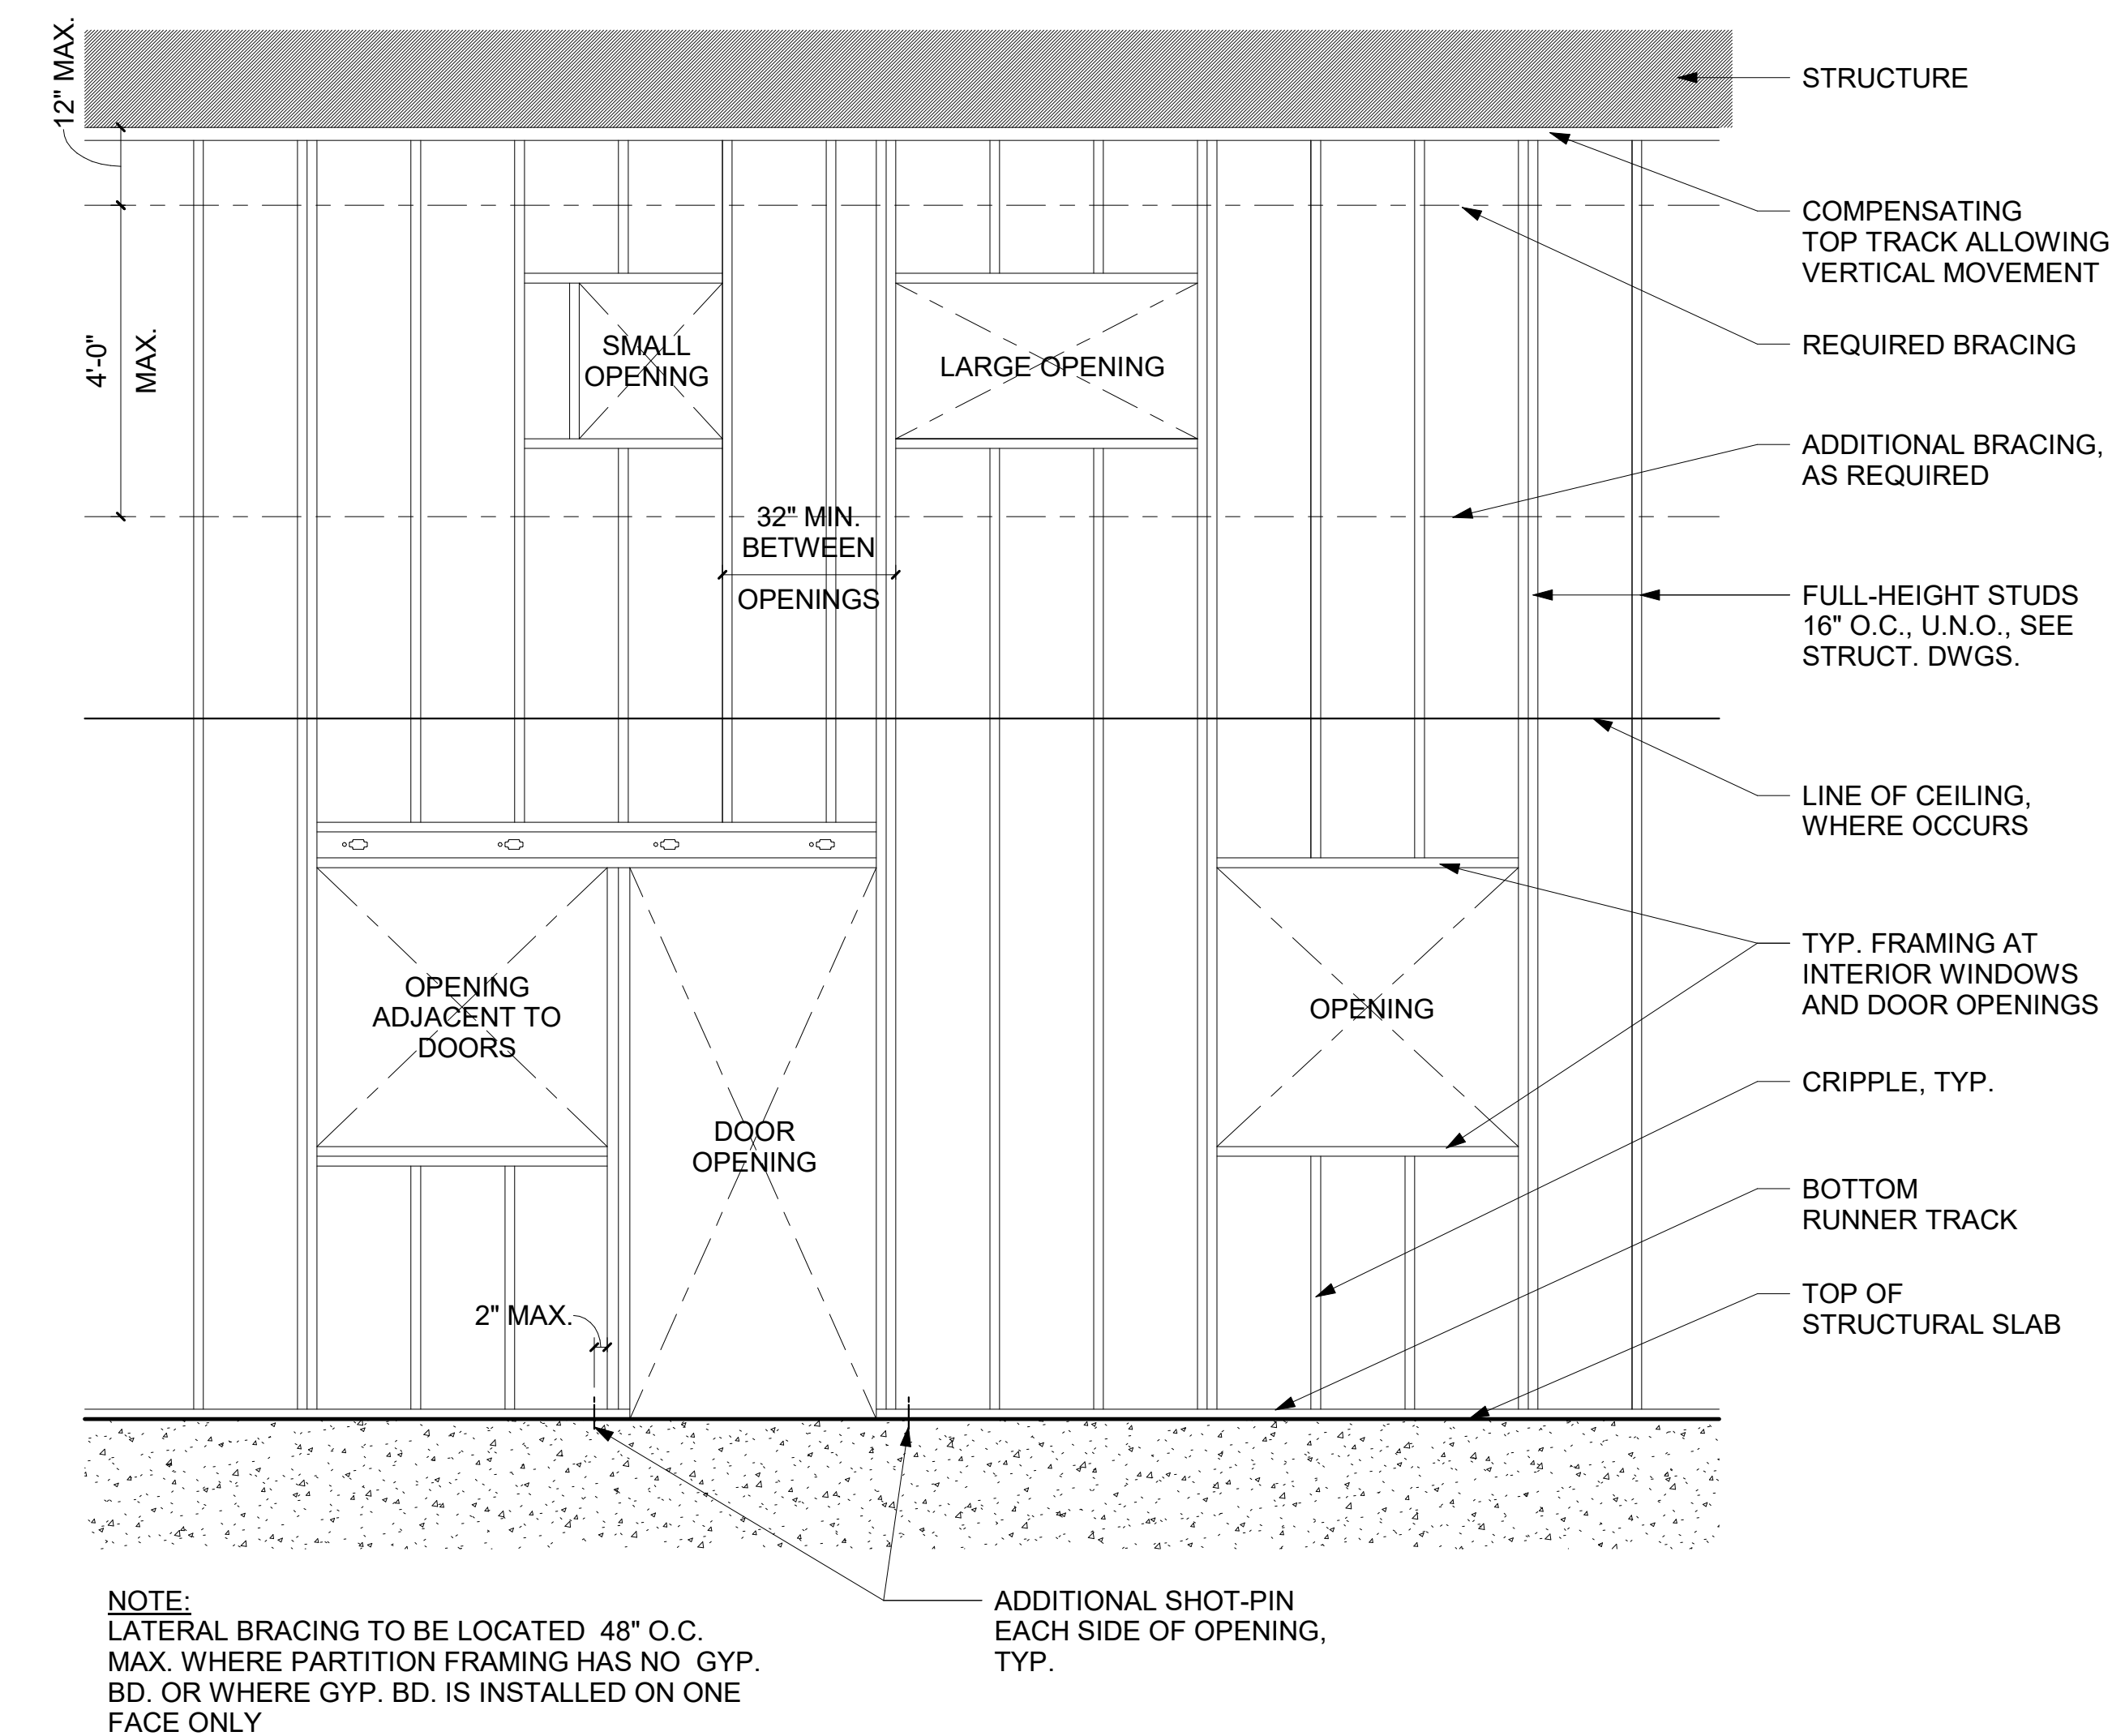 12" MAX.
STRUCTURE
COMPENSATING
TOP TRACK ALLOWING
VERTICAL MOVEMENT
4'-0"
MAX.
SMALL
OPENING
LARGE OPENING
REQUIRED BRACING
ADDITIONAL BRACING,
AS REQUIRED
32" MIN.
BETWEEN
OPENINGS
FULL-HEIGHT STUDS
16" O.C., U.N.O., SEE
STRUCT. DWGS.
LINE OF CEILING,
WHERE OCCURS
OPENING
ADJACENT TO
DOORS
DOOR
OPENING
OPENING
TYP. FRAMING AT
INTERIOR WINDOWS
AND DOOR OPENINGS
CRIPPLE, TYP.
BOTTOM
RUNNER TRACK
2" MAX.
TOP OF
STRUCTURAL SLAB
NOTE:
LATERAL BRACING TO BE LOCATED 48" O.C.
MAX. WHERE PARTITION FRAMING HAS NO GYP.
BD. OR WHERE GYP. BD. IS INSTALLED ON ONE
FACE ONLY
ADDITIONAL SHOT-PIN
EACH SIDE OF OPENING,
TYP.